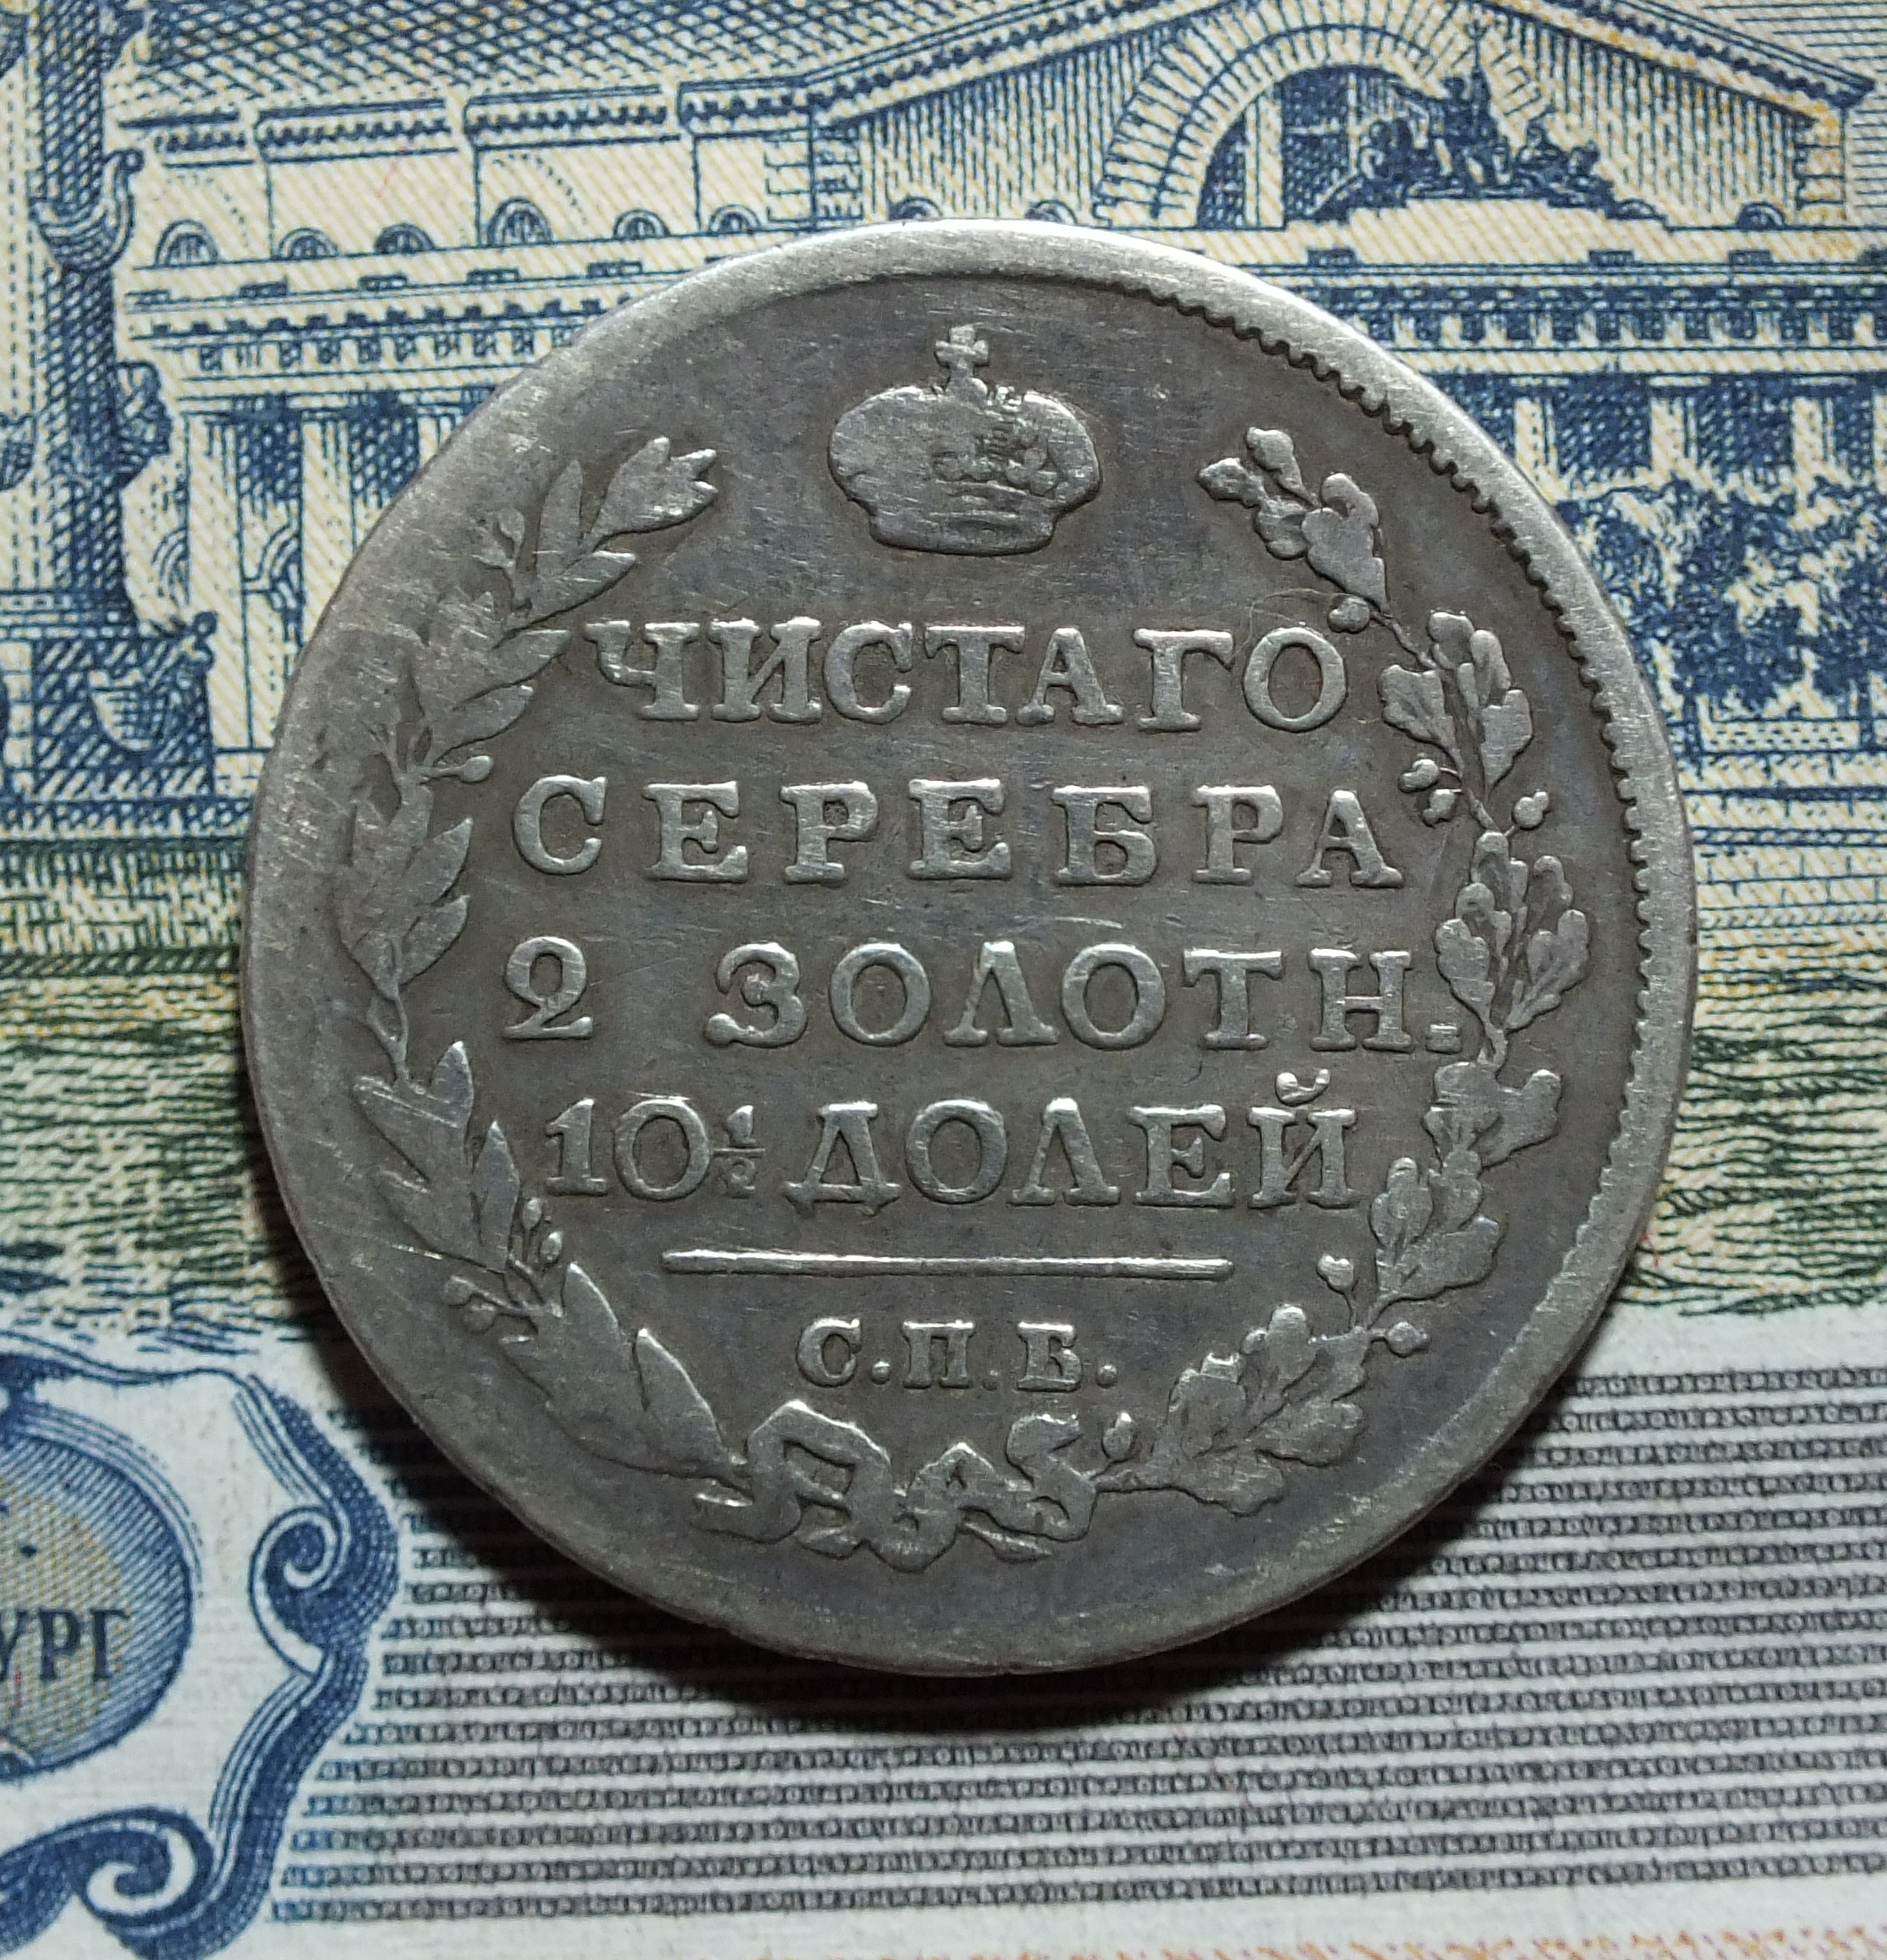 ЧИСТАГО
СЕРЕБРА
2 ЗОЛОТН.
10½ ДОЛЕЙ
С.П.Б.
УРГ